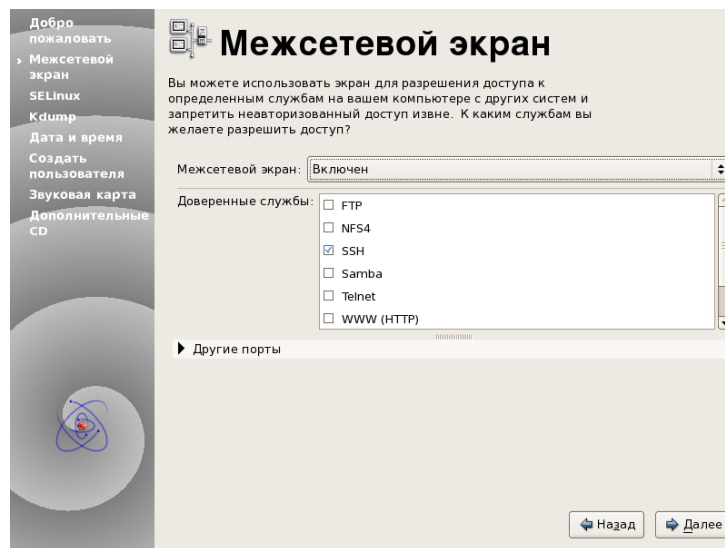 Добро
пожаловать
Межсетевой
экран
SELinux
Kdump
Дата и время
Создать
пользователя
Звуковая карта
Дополнительные
CD
Межсетевой экран
Вы можете использовать экран для разрешения доступа к
определенным службам на вашем компьютере с других систем и
запретить неавторизованный доступ извне. К каким службам вы
желаете разрешить доступ?
Межсетевой экран: Включен
Доверенные службы:
FTP
NFS4
SSH
Samba
Telnet
WWW (HTTP)
Другие порты
Назад
Далее